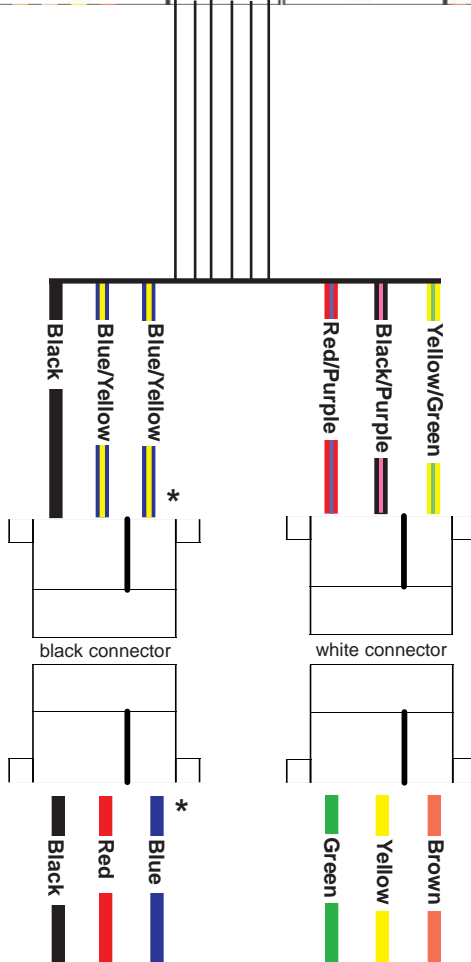 Black
Blue/Yellow
Blue/Yellow
Red/Purple
Black/Purple
Yellow/Green
*
black connector
white connector
*
Black
Red
Blue
Green
Yellow
Brown